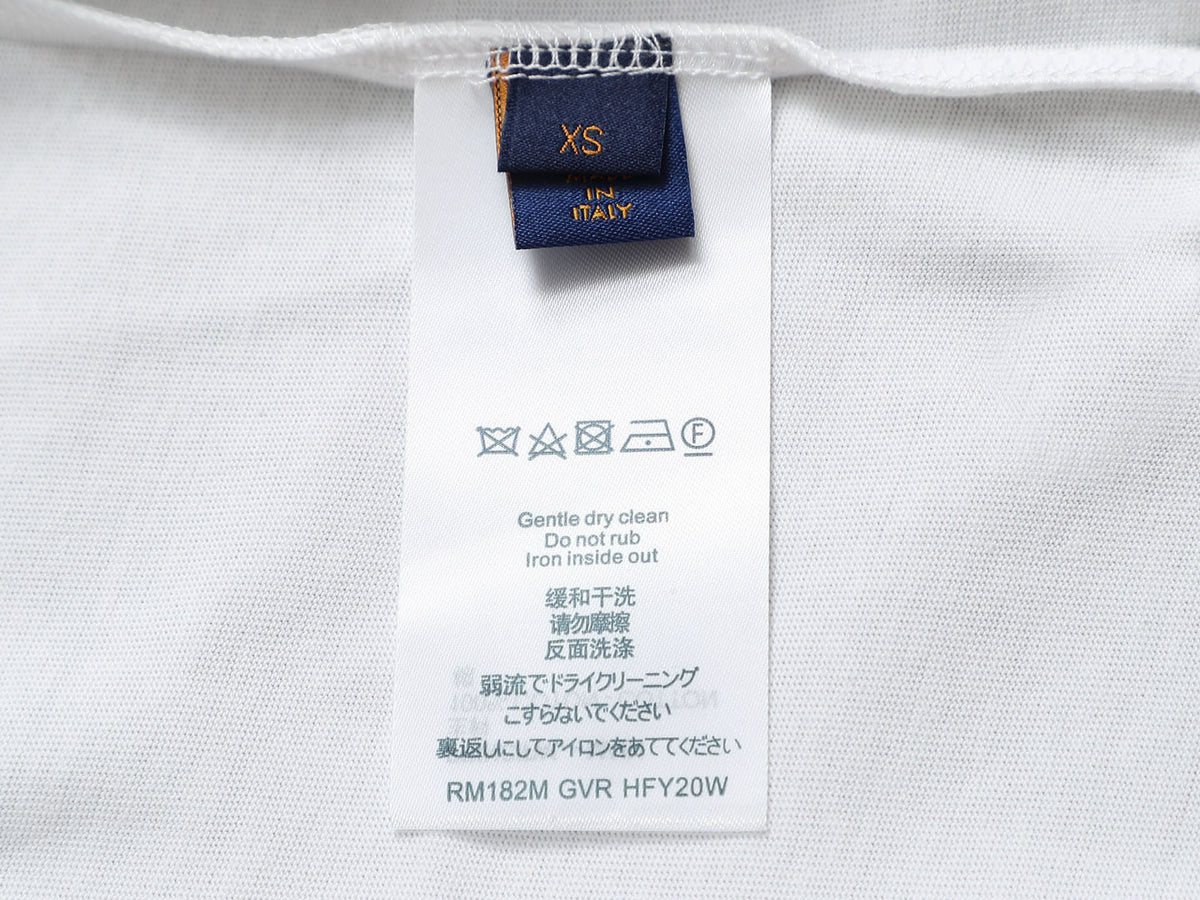 XS
MADE
IN
ITALY
F
Gentle dry clean
Do not rub
Iron inside out
缓和干洗
请勿摩擦
反面洗涤
弱流でドライクリーニング
こすらないでください
裏返しにしてアイロンをあててください
RM182M GVR HFY20W